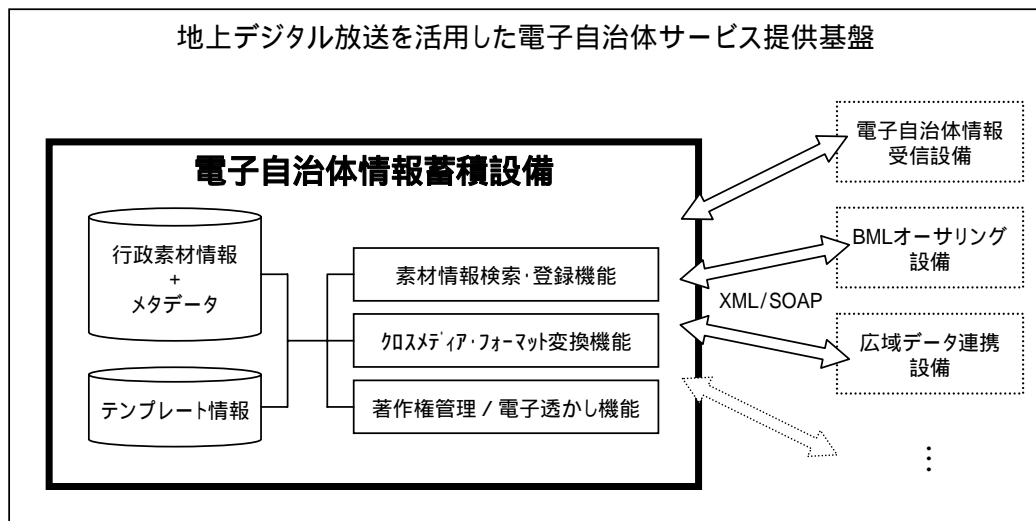 地上デジタル放送を活用した電子自治体サービス提供基盤
電子自治体情報蓄積設備
行政素材情報
+
メタデータ
テンプレート情報
素材情報検索・登録機能
ｸﾛｽﾒﾃﾞｨｱ・ﾌｫｰﾏｯﾄ変換機能
著作権管理 / 電子透かし機能
XML/SOAP
電子自治体情報
受信設備
BMLオーサリング
設備
広域データ連携
設備
⋮